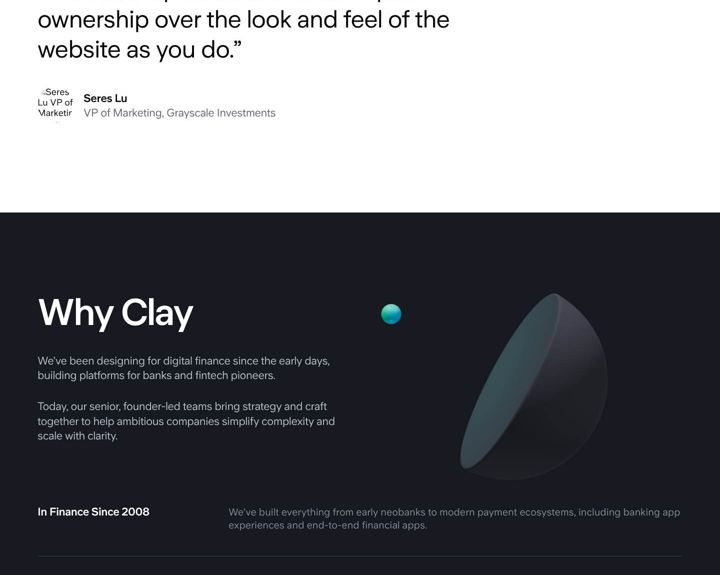 ownership over the look and feel of the
website as you do.”
Seres
Lu VP of
Marketin
Seres Lu
VP of Marketing, Grayscale Investments
Why Clay
We've been designing for digital finance since the early days,
building platforms for banks and fintech pioneers.
Today, our senior, founder-led teams bring strategy and craft
together to help ambitious companies simplify complexity and
scale with clarity.
In Finance Since 2008
We've built everything from early neobanks to modern payment ecosystems, including banking app
experiences and end-to-end financial apps.